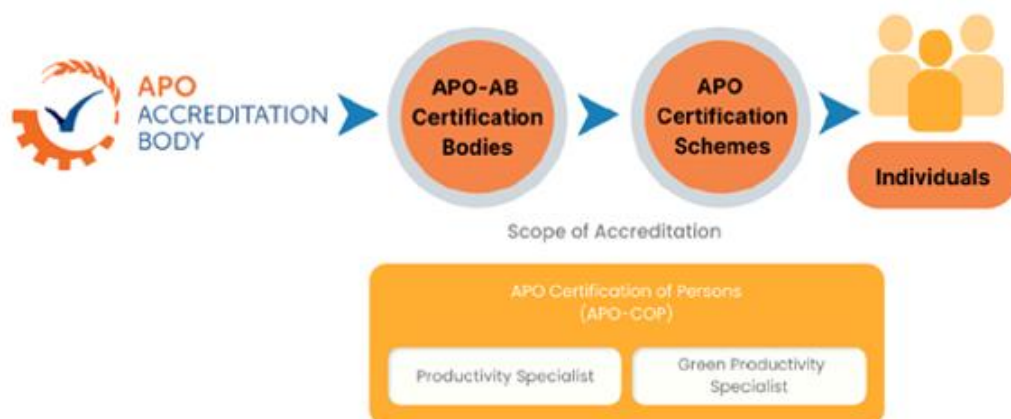 APO
ACCREDITATION
BODY
APO-AB
Certification
Bodies
APO
Certification
Schemes
Individuals
Scope of Accreditation
APO Certification of Persons
(APO-COP)
Productivity Specialist
Green Productivity
Specialist